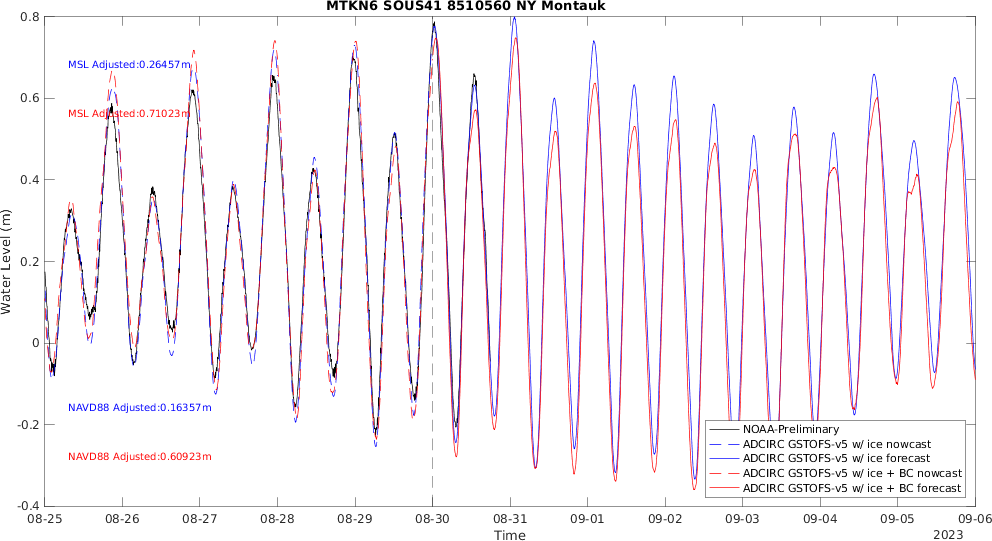 MTKN6 SOUS41 8510560 NY Montauk
0.8
0.6
0.4
0.2
0
-0.2
-0.4
Water Level (m)
MSL Adjusted:0.26457m
MSL Adjusted:0.71023m
NAVD88 Adjusted:0.16357m
NAVD88 Adjusted:0.60923m
NOAA-Preliminary
ADCIRC GSTOFS-v5 w/ ice nowcast
ADCIRC GSTOFS-v5 w/ ice forecast
ADCIRC GSTOFS-v5 w/ ice + BC nowcast
ADCIRC GSTOFS-v5 w/ ice + BC forecast
08-25 08-26 08-27 08-28 08-29 08-30 08-31 09-01 09-02 09-03 09-04 09-05 09-06
Time
2023